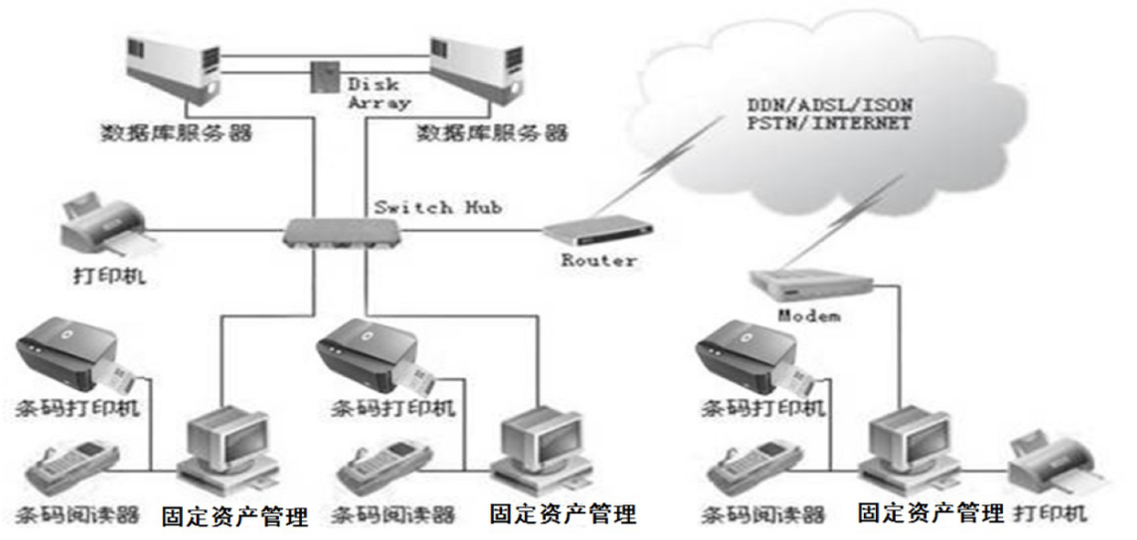 Disk
Array
数据库服务器
数据库服务器
DDN/ADSL/ISON
PSTN/INTERNET
Switch Hub
打印机
Router
Modem
条码打印机
条码打印机
条码打印机
条码阅读器
固定资产管理
条码阅读器
固定资产管理
条码阅读器
固定资产管理
打印机